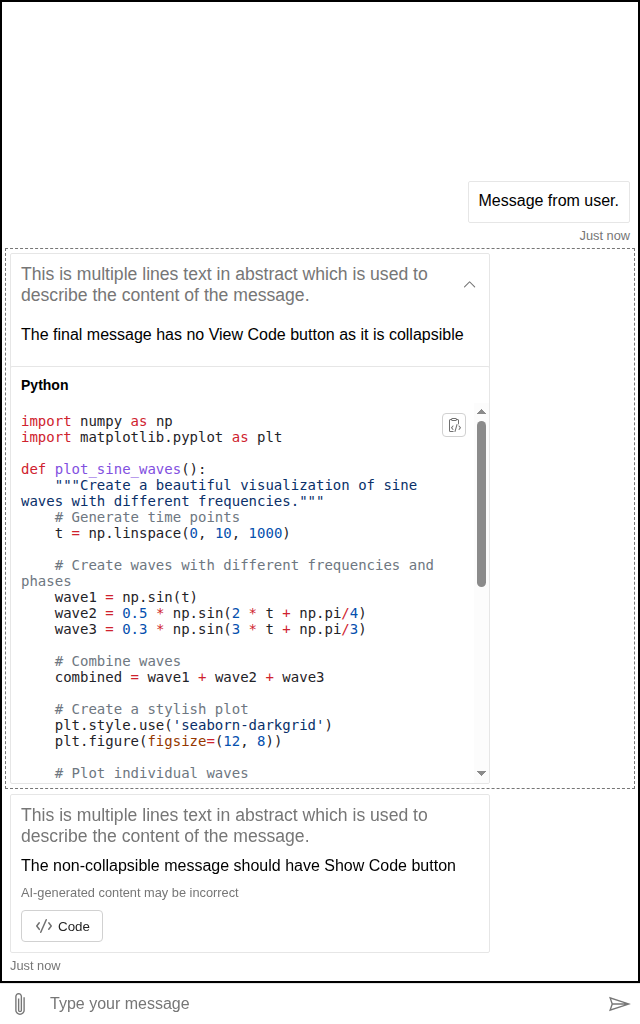 Message from user.
Just now
This is multiple lines text in abstract which is used to
describe the content of the message.
The final message has no View Code button as it is collapsible
Python
import numpy as np
import matplotlib.pyplot as plt
def plot_sine_waves():
    """Create a beautiful visualization of sine
waves with different frequencies."""
    # Generate time points
    t = np.linspace(0, 10, 1000)
    # Create waves with different frequencies and
phases
    wave1 = np.sin(t)
    wave2 = 0.5 * np.sin(2 * t + np.pi/4)
    wave3 = 0.3 * np.sin(3 * t + np.pi/3)
    # Combine waves
    combined = wave1 + wave2 + wave3
    # Create a stylish plot
    plt.style.use('seaborn-darkgrid')
    plt.figure(figsize=(12, 8))
    # Plot individual waves
This is multiple lines text in abstract which is used to
describe the content of the message.
The non-collapsible message should have Show Code button
AI-generated content may be incorrect
Code
Just now
Type your message